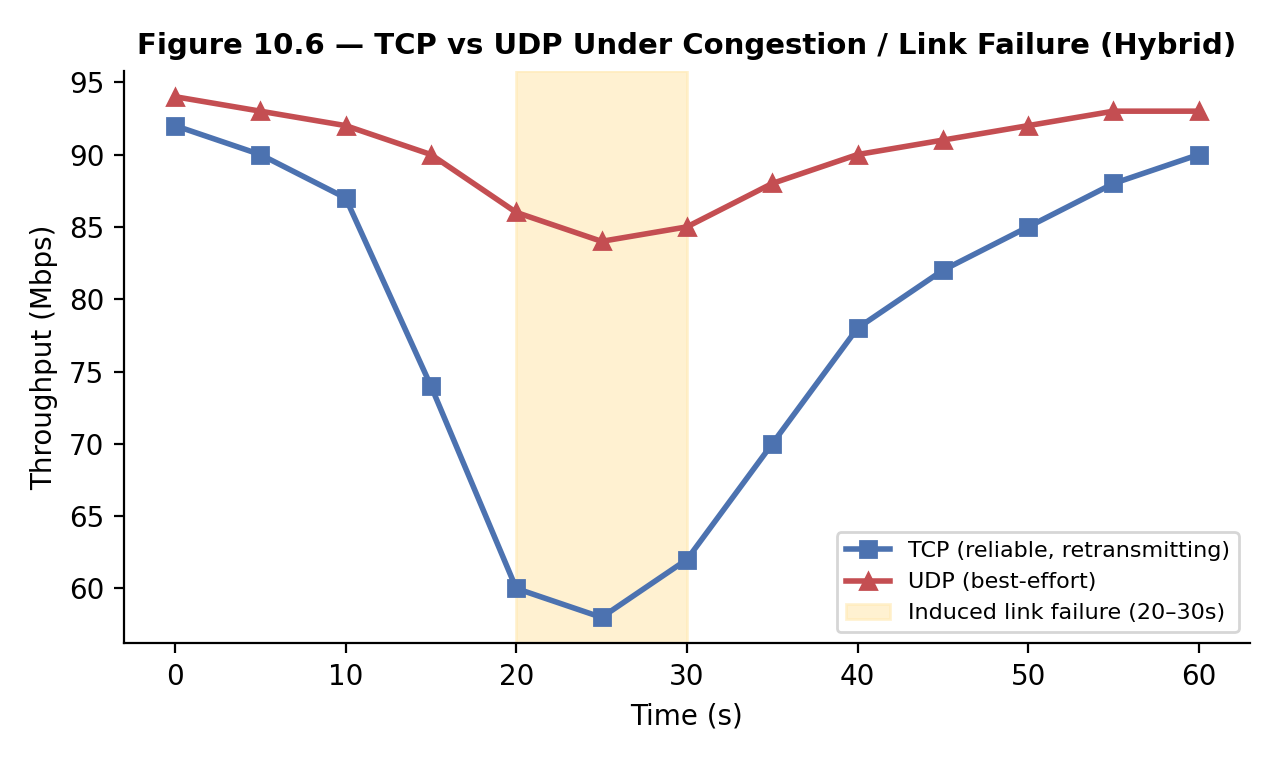 Figure 10.6 — TCP vs UDP Under Congestion / Link Failure (Hybrid)
Throughput (Mbps)
95
90
85
80
75
70
65
60
TCP (reliable, retransmitting)
UDP (best-effort)
Induced link failure (20–30s)
0 10 20 30 40 50 60
Time (s)